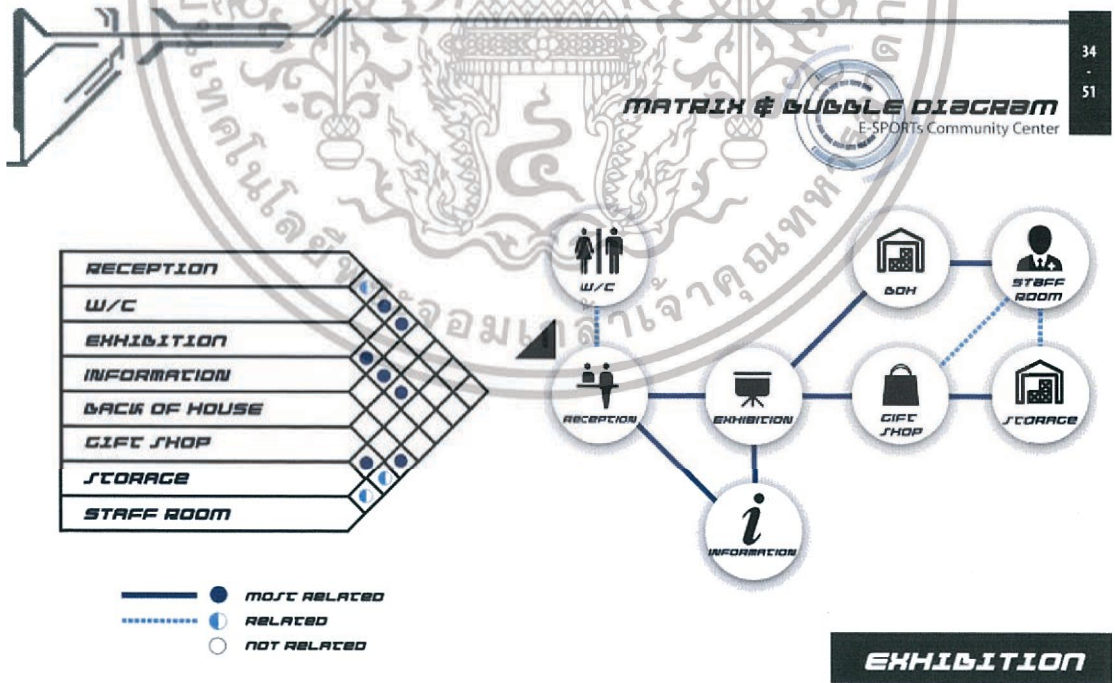 34
-
51
MATRIX & BUBBLE DIAGRAM
E-SPORTs Community Center
RECEPTION
W/C
EXHIBITION
INFORMATION
BACK OF HOUSE
GIFT SHOP
STORAGE
STAFF ROOM
MOST RELATED
RELATED
NOT RELATED
W/C
BOH
STAFF
ROOM
RECEPTION
EXHIBITION
GIFT
SHOP
STORAGE
i
INFORMATION
EXHIBITION